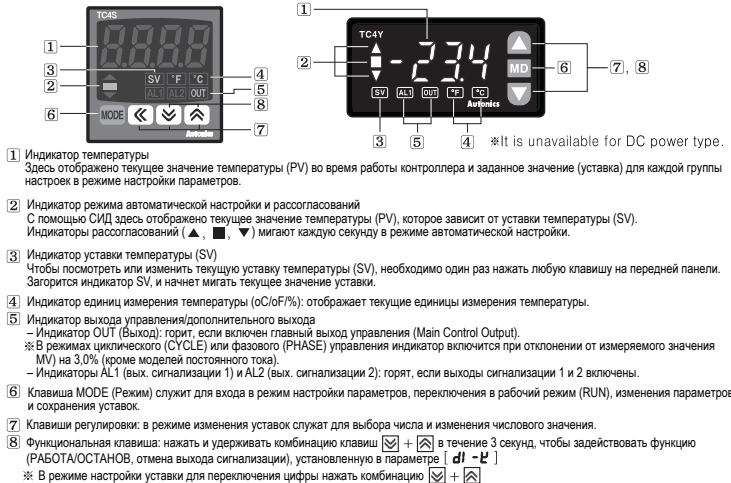 TC4S
8.8.8.8
SV °F °C
AL1 AL2 OUT
MODE
Autonics
1
3
2
4
5
8
6
7
1
TC4Y
-23.4
MD
SV AL1 OUT °F °C
Autonics
2
6
7, 8
3
5
4
※It is unavailable for DC power type.
1 Индикатор температуры
Здесь отображено текущее значение температуры (PV) во время работы контроллера и заданное значение (уставка) для каждой группы
настроек в режиме настройки параметров.
2 Индикатор режима автоматической настройки и рассогласований
С помощью СИД здесь отображено текущее значение температуры (PV), которое зависит от уставки температуры (SV).
Индикаторы рассогласований (▲, ■, ▼) мигают каждую секунду в режиме автоматической настройки.
3 Индикатор уставки температуры (SV)
Чтобы посмотреть или изменить текущую уставку температуры (SV), необходимо один раз нажать любую клавишу на передней панели.
Загорится индикатор SV, и начнет мигать текущее значение уставки.
4 Индикатор единиц измерения температуры (oC/oF/%): отображает текущие единицы измерения температуры.
5 Индикатор выхода управления/дополнительного выхода
– Индикатор OUT (Выход): горит, если включен главный выход управления (Main Control Output).
※В режимах циклического (CYCLE) или фазового (PHASE) управления индикатор включится при отклонении от измеряемого значения
MV) на 3,0% (кроме моделей постоянного тока).
– Индикаторы AL1 (вых. сигнализации 1) и AL2 (вых. сигнализации 2): горят, если выходы сигнализации 1 и 2 включены.
6 Клавиша MODE (Режим) служит для входа в режим настройки параметров, переключения в рабочий режим (RUN), изменения параметров
и сохранения уставок.
7 Клавиши регулировки: в режиме изменения уставок служат для выбора числа и изменения числового значения.
8 Функциональная клавиша: нажать и удерживать комбинацию клавиш + в течение 3 секунд, чтобы задействовать функцию
(РАБОТА/ОСТАНОВ, отмена выхода сигнализации), установленную в параметре [ dI -K ]
※ В режиме настройки уставки для переключения цифры нажать комбинацию +